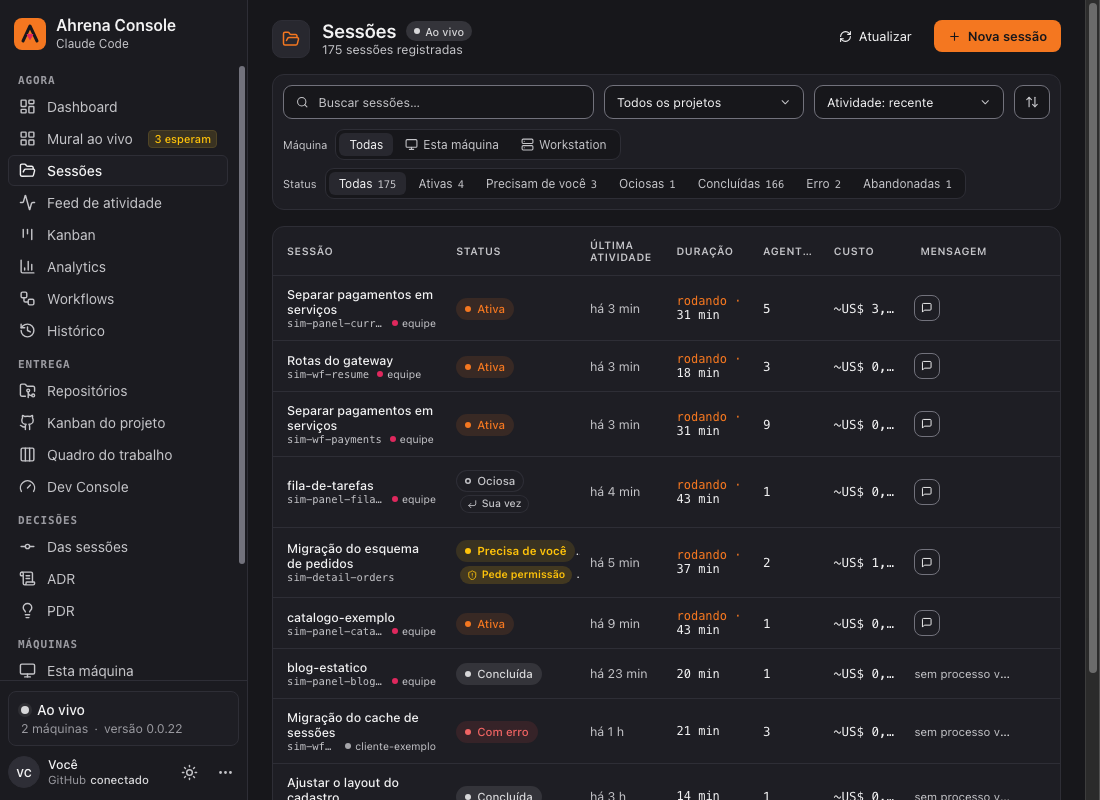 Ahrena Console
Claude Code
AGORA
Dashboard
Mural ao vivo 3 esperam
Sessões
Feed de atividade
Kanban
Analytics
Workflows
Histórico
ENTREGA
Repositórios
Kanban do projeto
Quadro do trabalho
Dev Console
DECISÕES
Das sessões
ADR
PDR
MÁQUINAS
Esta máquina
Ao vivo
2 máquinas · versão 0.0.22
VC
Você
GitHub conectado
Sessões Ao vivo
175 sessões registradas
Atualizar
Nova sessão
Buscar sessões...
Todos os projetos
Atividade: recente
Máquina Todas Esta máquina Workstation
Status Todas 175 Ativas 4 Precisam de você 3 Ociosas 1 Concluídas 166 Erro 2 Abandonadas 1
SESSÃO STATUS ÚLTIMA ATIVIDADE DURAÇÃO AGENT... CUSTO MENSAGEM
Separar pagamentos em serviços
sim-panel-curr... equipe
Ativa
há 3 min
rodando ·
31 min
5
~US$ 3,...
Rotas do gateway
sim-wf-resume equipe
Ativa
há 3 min
rodando ·
18 min
3
~US$ 0,...
Separar pagamentos em serviços
sim-wf-payments equipe
Ativa
há 3 min
rodando ·
31 min
9
~US$ 0,...
fila-de-tarefas
sim-panel-fila... equipe
Ociosa
Sua vez
há 4 min
rodando ·
43 min
1
~US$ 0,...
Migração do esquema de pedidos
sim-detail-orders
Precisa de você
Pede permissão
há 5 min
rodando ·
37 min
2
~US$ 1,...
catalogo-exemplo
sim-panel-cata... equipe
Ativa
há 9 min
rodando ·
43 min
1
~US$ 0,...
blog-estatico
sim-panel-blog... equipe
Concluída
há 23 min
20 min
1
~US$ 0,...
sem processo v...
Migração do cache de sessões
sim-wf... cliente-exemplo
Com erro
há 1 h
21 min
3
~US$ 0,...
sem processo v...
Ajustar o layout do cadastro
Concluída
há 3 h
14 min
1
~US$ 0,...
sem processo v...